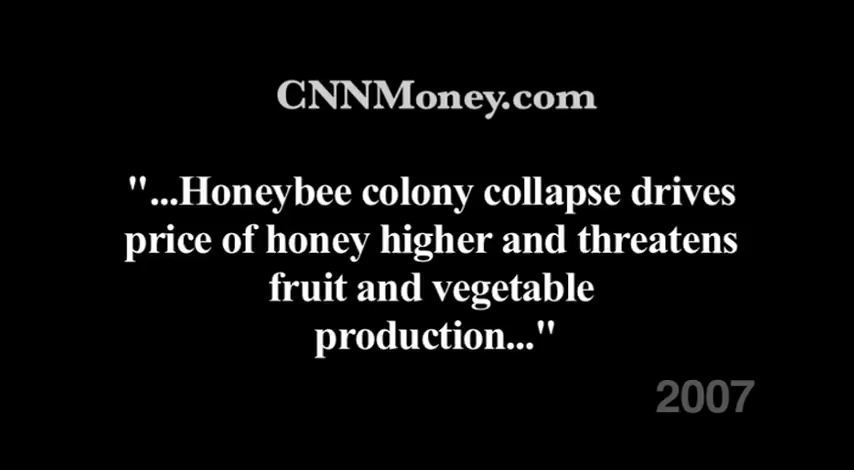 CNNMoney.com
"...Honeybee colony collapse drives
price of honey higher and threatens
fruit and vegetable
production..."
2007